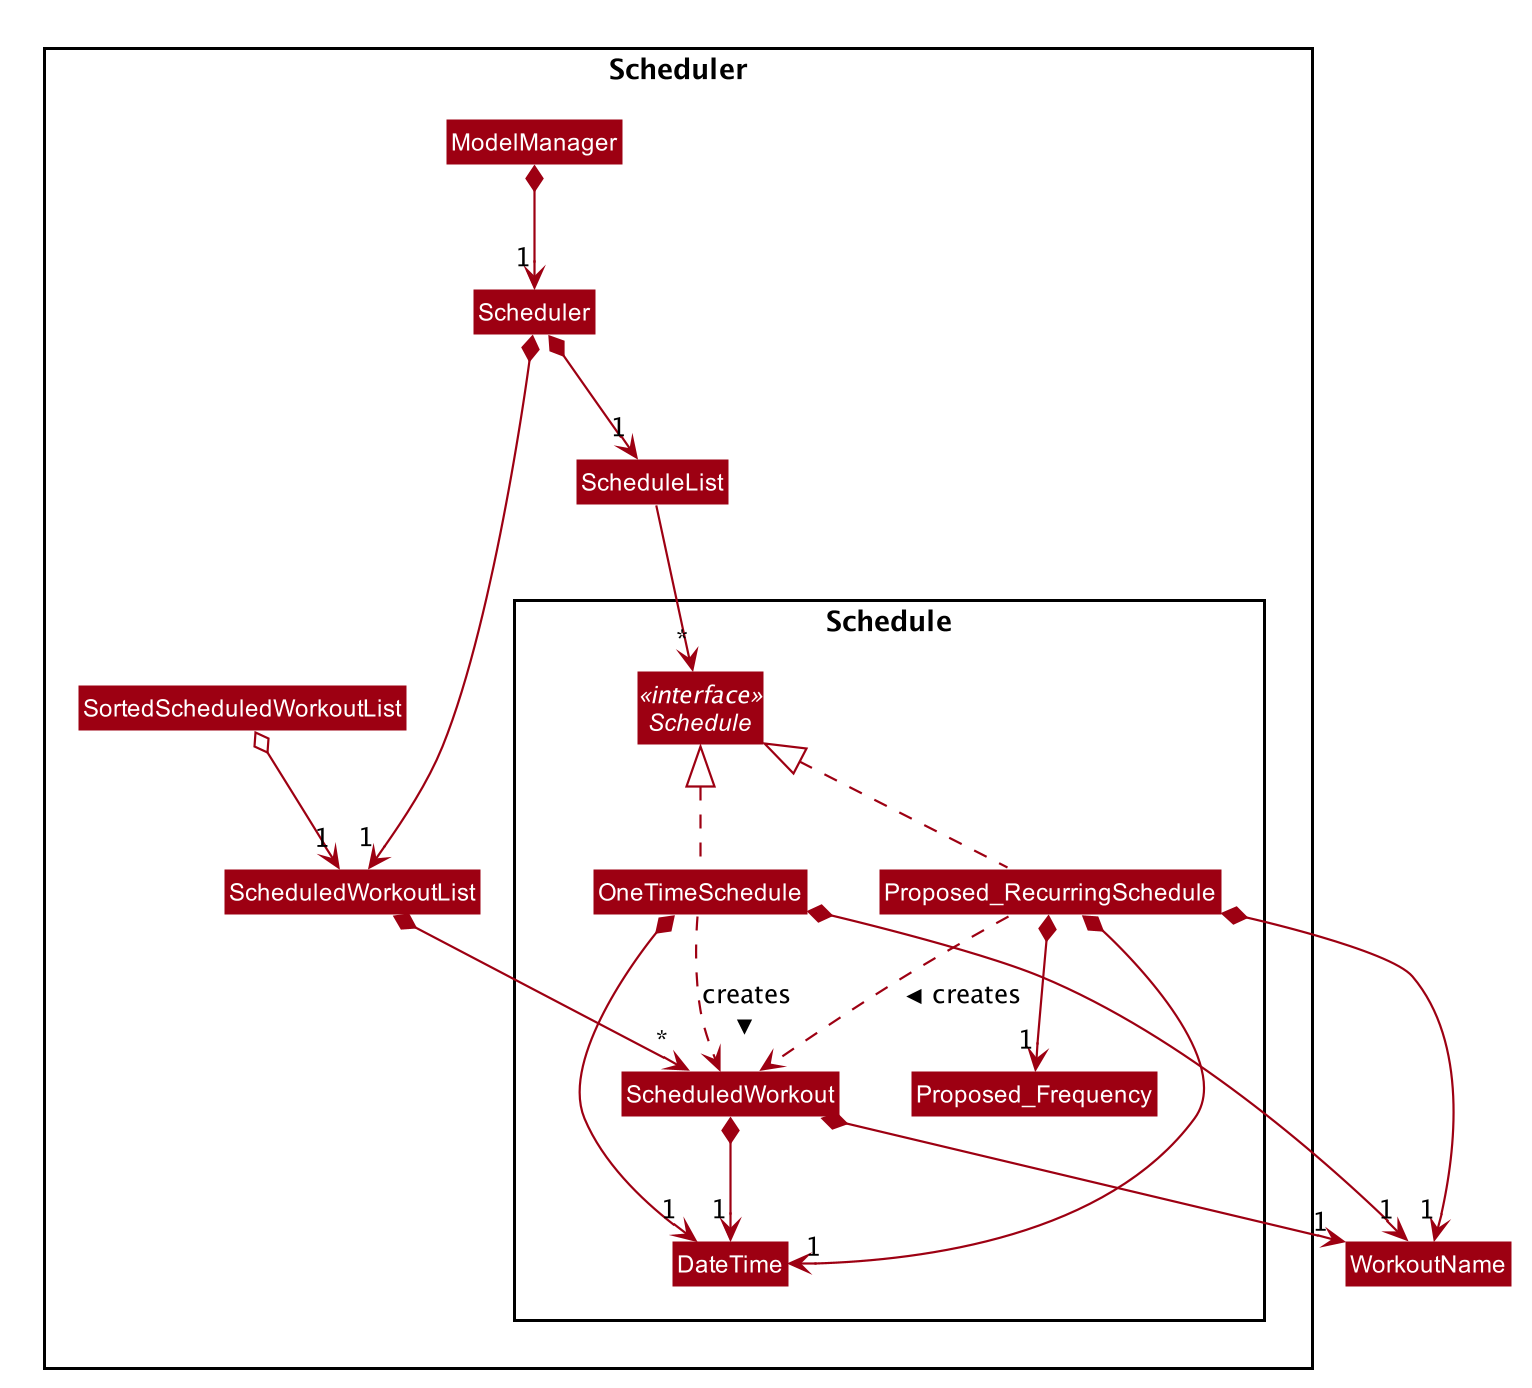 Scheduler
ModelManager
1
Scheduler
1
ScheduleList
Schedule
*
«interface»
Schedule
SortedScheduledWorkoutList
1
1
ScheduledWorkoutList
OneTimeSchedule
Proposed_RecurringSchedule
creates
▼
◀ creates
*
1
ScheduledWorkout
Proposed_Frequency
1
1
1
1
1
1
DateTime
WorkoutName